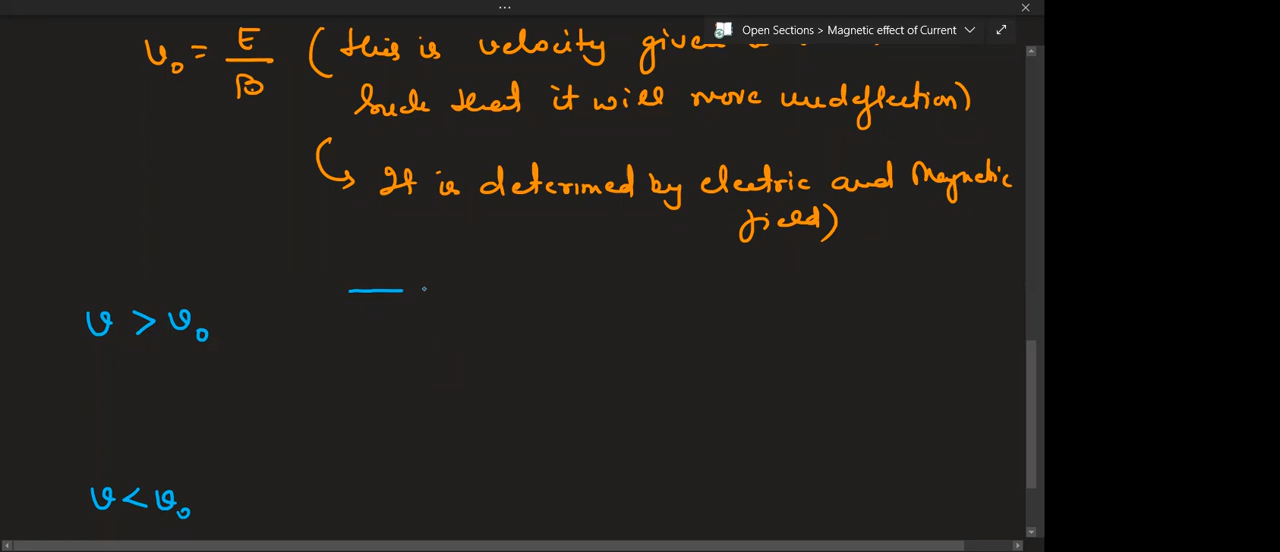 ...
Open Sections > Magnetic effect of Current
v₀ = E/B (this is velocity given
such that it will move undeflection)
↳ It is determed by electric and Magnetic
field)
v > v₀
v < v₀